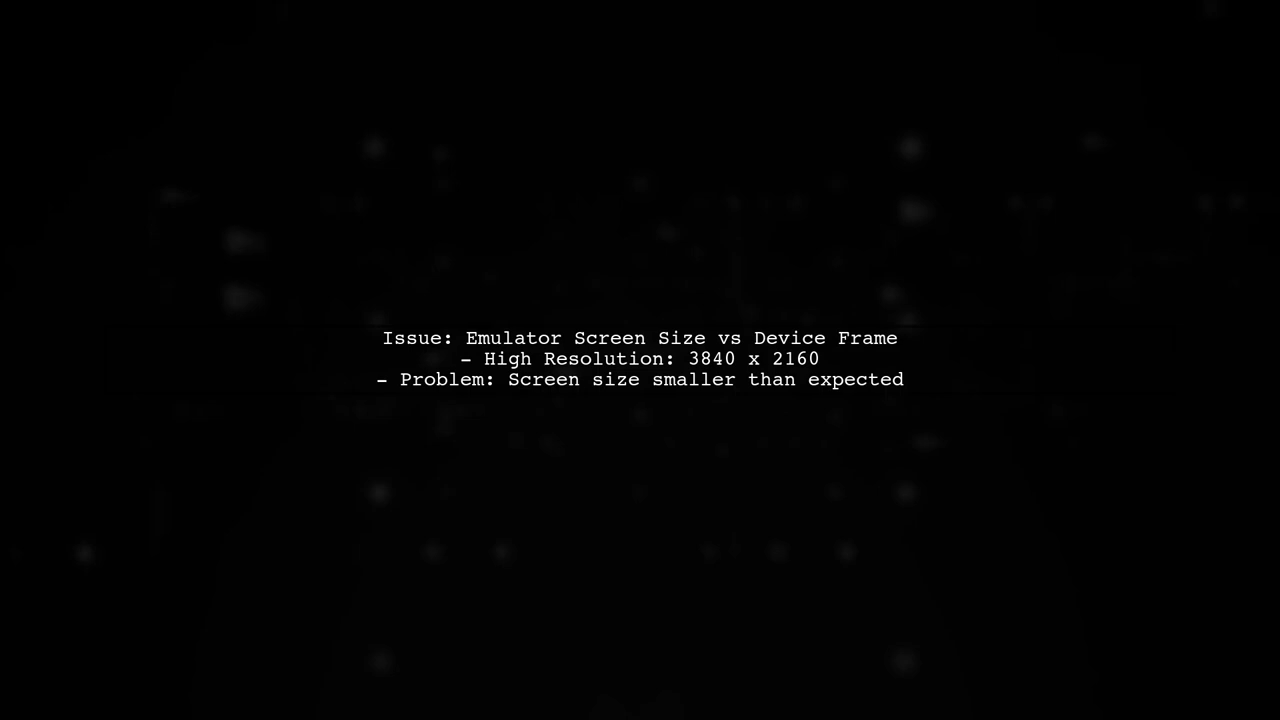 Issue: Emulator Screen Size vs Device Frame
– High Resolution: 3840 x 2160
– Problem: Screen size smaller than expected